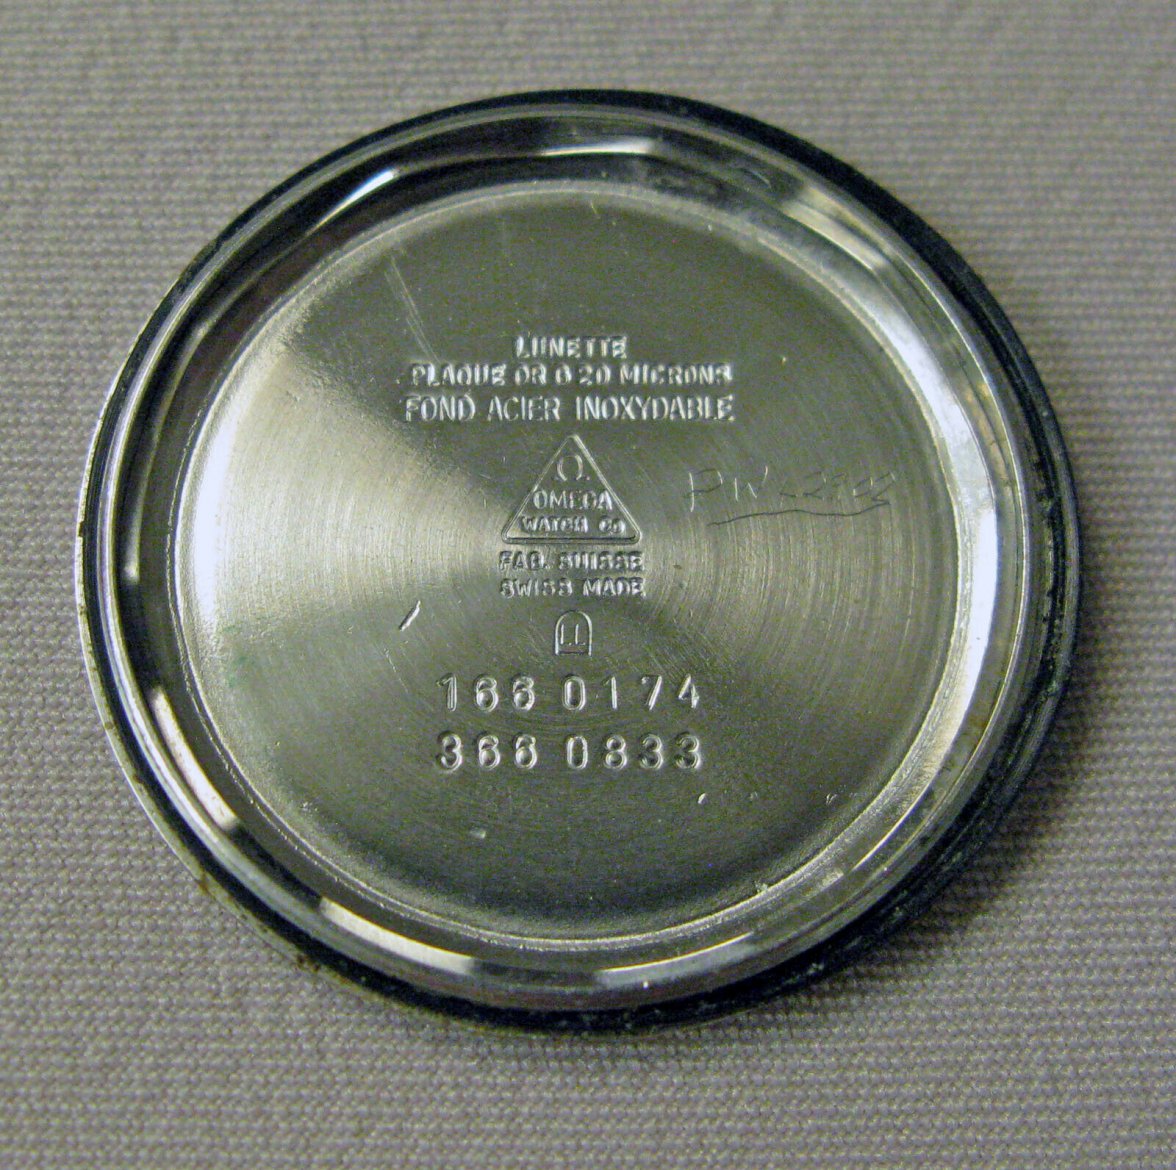 LUNETTE
PLAQUE OR G 20 MICRONS
FOND ACIER INOXYDABLE
Ω
OMEGA
WATCH Co
FAB. SUISSE
SWISS MADE
166 0174
366 0833
PW